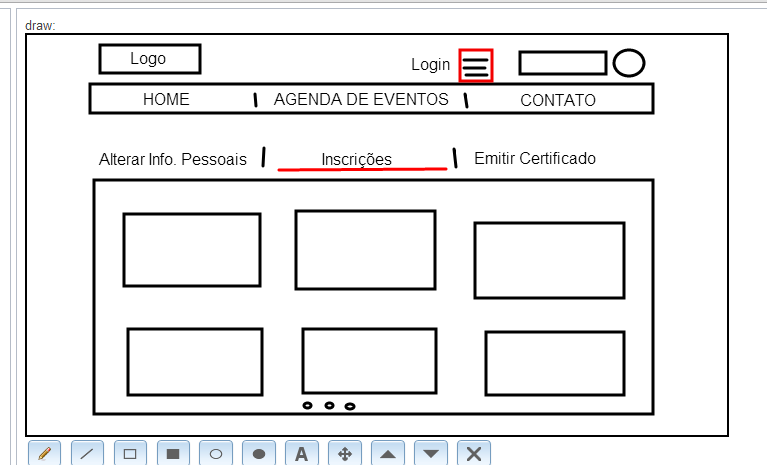 draw:
Logo
Login
HOME
AGENDA DE EVENTOS
CONTATO
Alterar Info. Pessoais
Inscrições
Emitir Certificado
A